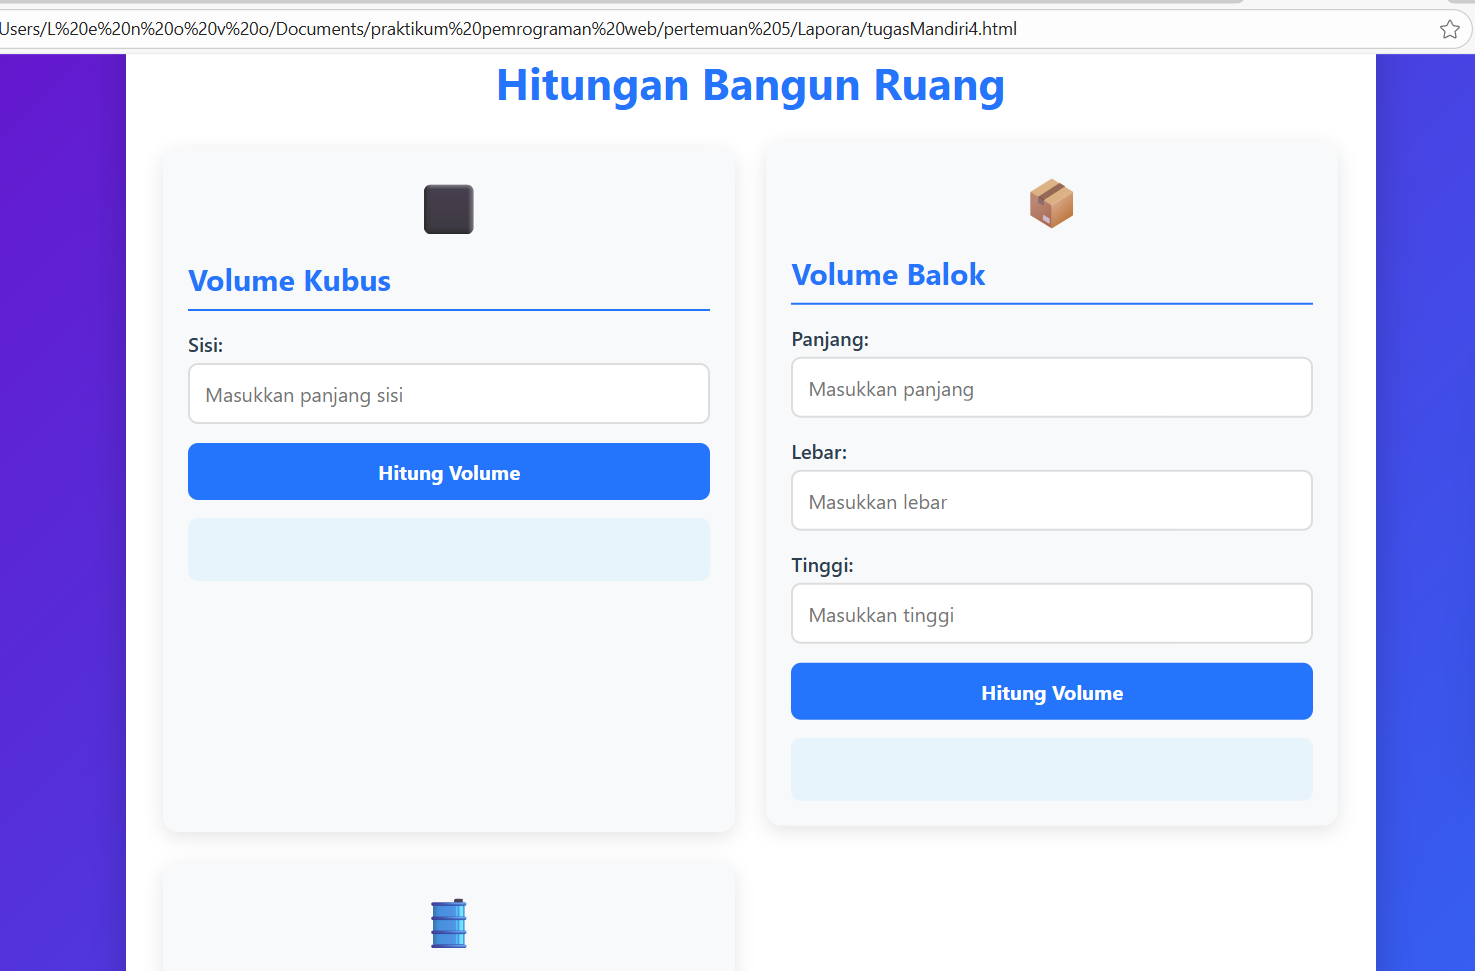 Users/L%20e%20n%20o%20v%20o/Documents/praktikum%20pemrograman%20web/pertemuan%205/Laporan/tugasMandiri4.html
Hitungan Bangun Ruang
Volume Kubus
Sisi:
Masukkan panjang sisi
Hitung Volume
Volume Balok
Panjang:
Masukkan panjang
Lebar:
Masukkan lebar
Tinggi:
Masukkan tinggi
Hitung Volume